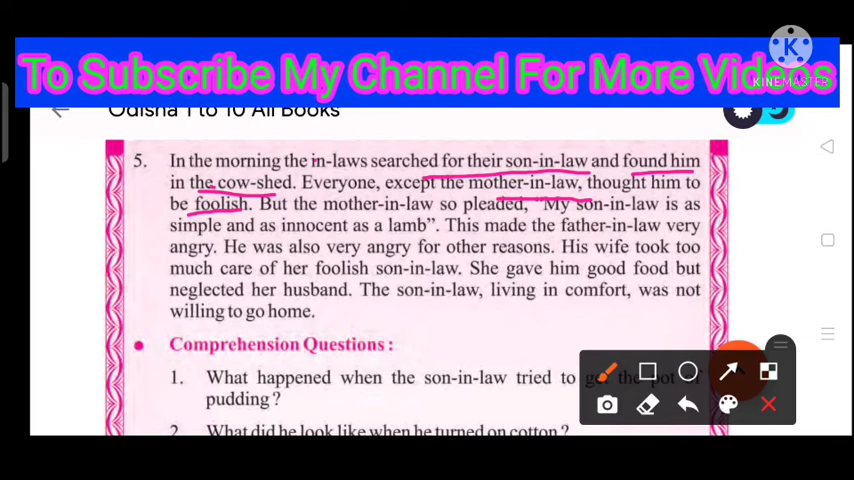 To Subscribe My Channel For More Videos
K
KINEMASTER
Odisha 1 to 10 All Books
5. In the morning the in-laws searched for their son-in-law and found him
in the cow-shed. Everyone, except the mother-in-law, thought him to
be foolish. But the mother-in-law so pleaded, "My son-in-law is as
simple and as innocent as a lamb". This made the father-in-law very
angry. He was also very angry for other reasons. His wife took too
much care of her foolish son-in-law. She gave him good food but
neglected her husband. The son-in-law, living in comfort, was not
willing to go home.
Comprehension Questions :
1. What happened when the son-in-law tried to get the pot of
pudding ?
2. What did he look like when he turned on cotton ?